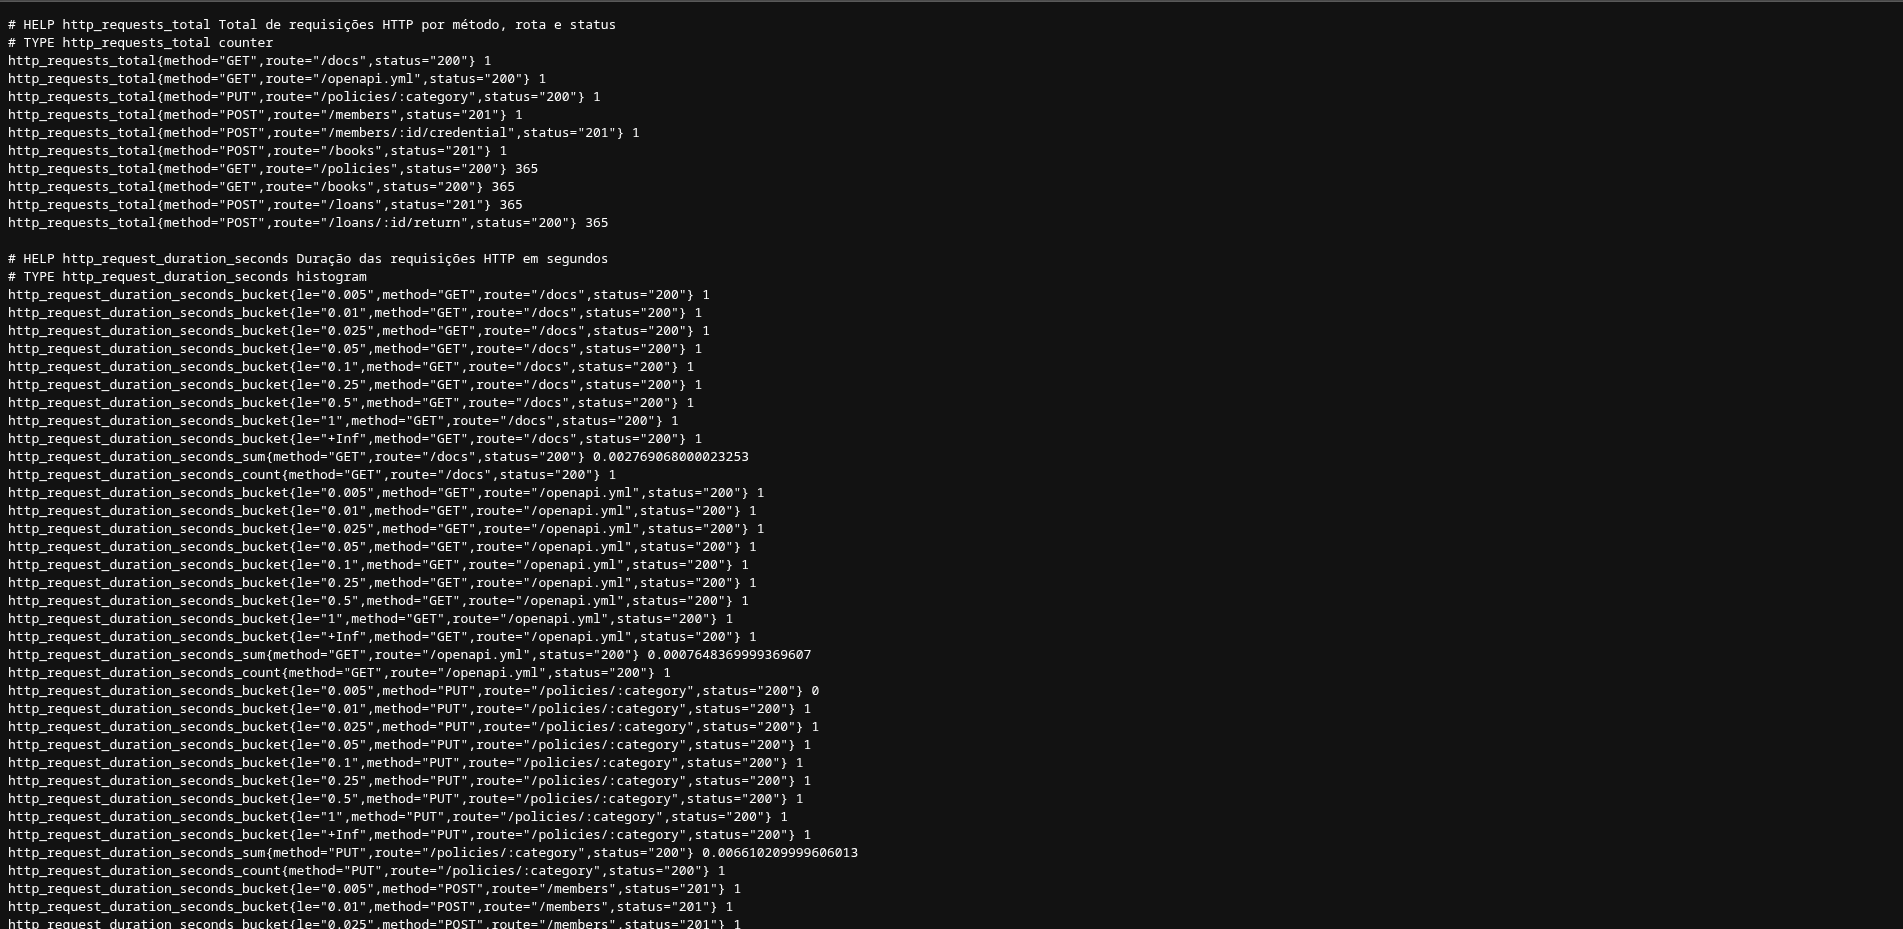 # HELP http_requests_total Total de requisições HTTP por método, rota e status
# TYPE http_requests_total counter
http_requests_total{method="GET",route="/docs",status="200"} 1
http_requests_total{method="GET",route="/openapi.yml",status="200"} 1
http_requests_total{method="PUT",route="/policies/:category",status="200"} 1
http_requests_total{method="POST",route="/members",status="201"} 1
http_requests_total{method="POST",route="/members/:id/credential",status="201"} 1
http_requests_total{method="POST",route="/books",status="201"} 1
http_requests_total{method="GET",route="/policies",status="200"} 365
http_requests_total{method="GET",route="/books",status="200"} 365
http_requests_total{method="POST",route="/loans",status="201"} 365
http_requests_total{method="POST",route="/loans/:id/return",status="200"} 365

# HELP http_request_duration_seconds Duração das requisições HTTP em segundos
# TYPE http_request_duration_seconds histogram
http_request_duration_seconds_bucket{le="0.005",method="GET",route="/docs",status="200"} 1
http_request_duration_seconds_bucket{le="0.01",method="GET",route="/docs",status="200"} 1
http_request_duration_seconds_bucket{le="0.025",method="GET",route="/docs",status="200"} 1
http_request_duration_seconds_bucket{le="0.05",method="GET",route="/docs",status="200"} 1
http_request_duration_seconds_bucket{le="0.1",method="GET",route="/docs",status="200"} 1
http_request_duration_seconds_bucket{le="0.25",method="GET",route="/docs",status="200"} 1
http_request_duration_seconds_bucket{le="0.5",method="GET",route="/docs",status="200"} 1
http_request_duration_seconds_bucket{le="1",method="GET",route="/docs",status="200"} 1
http_request_duration_seconds_bucket{le="+Inf",method="GET",route="/docs",status="200"} 1
http_request_duration_seconds_sum{method="GET",route="/docs",status="200"} 0.002769068000023253
http_request_duration_seconds_count{method="GET",route="/docs",status="200"} 1
http_request_duration_seconds_bucket{le="0.005",method="GET",route="/openapi.yml",status="200"} 1
http_request_duration_seconds_bucket{le="0.01",method="GET",route="/openapi.yml",status="200"} 1
http_request_duration_seconds_bucket{le="0.025",method="GET",route="/openapi.yml",status="200"} 1
http_request_duration_seconds_bucket{le="0.05",method="GET",route="/openapi.yml",status="200"} 1
http_request_duration_seconds_bucket{le="0.1",method="GET",route="/openapi.yml",status="200"} 1
http_request_duration_seconds_bucket{le="0.25",method="GET",route="/openapi.yml",status="200"} 1
http_request_duration_seconds_bucket{le="0.5",method="GET",route="/openapi.yml",status="200"} 1
http_request_duration_seconds_bucket{le="1",method="GET",route="/openapi.yml",status="200"} 1
http_request_duration_seconds_bucket{le="+Inf",method="GET",route="/openapi.yml",status="200"} 1
http_request_duration_seconds_sum{method="GET",route="/openapi.yml",status="200"} 0.0007648369999369607
http_request_duration_seconds_count{method="GET",route="/openapi.yml",status="200"} 1
http_request_duration_seconds_bucket{le="0.005",method="PUT",route="/policies/:category",status="200"} 0
http_request_duration_seconds_bucket{le="0.01",method="PUT",route="/policies/:category",status="200"} 1
http_request_duration_seconds_bucket{le="0.025",method="PUT",route="/policies/:category",status="200"} 1
http_request_duration_seconds_bucket{le="0.05",method="PUT",route="/policies/:category",status="200"} 1
http_request_duration_seconds_bucket{le="0.1",method="PUT",route="/policies/:category",status="200"} 1
http_request_duration_seconds_bucket{le="0.25",method="PUT",route="/policies/:category",status="200"} 1
http_request_duration_seconds_bucket{le="0.5",method="PUT",route="/policies/:category",status="200"} 1
http_request_duration_seconds_bucket{le="1",method="PUT",route="/policies/:category",status="200"} 1
http_request_duration_seconds_bucket{le="+Inf",method="PUT",route="/policies/:category",status="200"} 1
http_request_duration_seconds_sum{method="PUT",route="/policies/:category",status="200"} 0.006610209999606013
http_request_duration_seconds_count{method="PUT",route="/policies/:category",status="200"} 1
http_request_duration_seconds_bucket{le="0.005",method="POST",route="/members",status="201"} 1
http_request_duration_seconds_bucket{le="0.01",method="POST",route="/members",status="201"} 1
http_request_duration_seconds_bucket{le="0.025",method="POST",route="/members",status="201"} 1